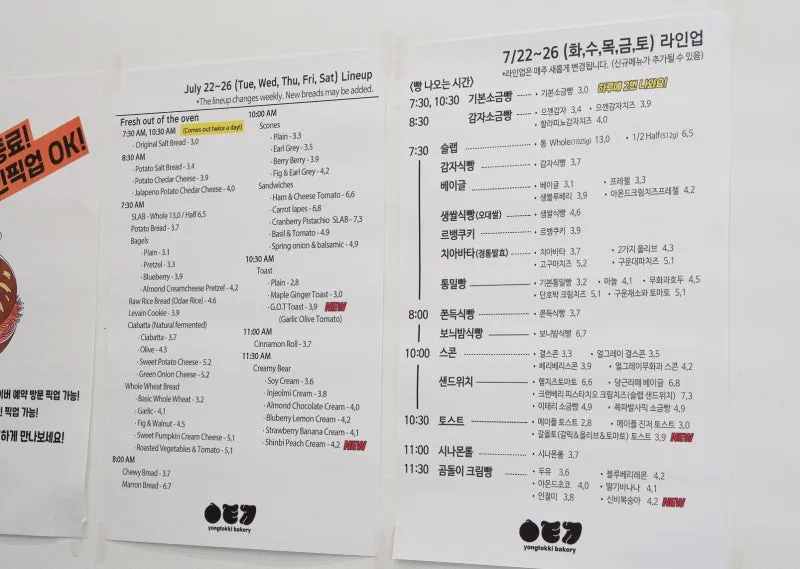 종료!
픽업 OK!
예약 방문 픽업 가능!
픽업 가능!
하게 만나보세요!
July 22~26 (Tue, Wed, Thu, Fri, Sat) Lineup
*The lineup changes weekly. New breads may be added.
Fresh out of the oven
7:30 AM, 10:30 AM (Comes out twice a day!)
· Original Salt Bread - 3,0
8:30 AM
· Potato Salt Bread - 3.4
· Potato Chedar Cheese - 3,9
· Jalapeno Potato Chedar Cheese - 4,0
7:30 AM
SLAB - Whole 13,0 / Half 6,5
Potato Bread - 3.7
Bagels
· Plain - 3.1
· Pretzel - 3.3
· Blueberry - 3.9
· Almond Creamcheese Pretzel - 4,2
Raw Rice Bread (Odae Rice) - 4.6
Levain Cookie - 3.9
Ciabatta (Natural fermented)
· Ciabatta - 3.7
· Olive - 4.3
· Sweet Potato Cheese - 5.2
· Green Onion Cheese - 5.2
Whole Wheat Bread
· Basic Whole Wheat - 3.2
· Garlic - 4,1
· Fig & Walnut - 4.5
· Sweet Pumpkin Cream Cheese - 5,1
· Roasted Vegetables & Tomato - 5,1
8:00 AM
Chewy Bread - 3.7
Marron Bread - 6.7
10:00 AM
Scones
· Plain - 3.3
· Earl Grey - 3.5
· Berry Berry - 3.9
· Fig & Earl Grey - 4,2
Sandwiches
· Ham & Cheese Tomato - 6,6
· Carrot lapes - 6,8
· Cranberry Pistachio SLAB - 7,3
· Basil & Tomato - 4,9
· Spring onion & balsamic - 4,9
10:30 AM
Toast
· Plain - 2,8
· Maple Ginger Toast - 3,0
· G.O.T Toast - 3,9 NEW
(Garlic Olive Tomato)
11:00 AM
Cinnamon Roll - 3.7
11:30 AM
Creamy Bear
· Soy Cream - 3.6
· Injeolmi Cream - 3.8
· Almond Chocolate Cream - 4,0
· Bluberry Lemon Cream - 4.2
· Strawberry Banana Cream - 4,1
· Shinbi Peach Cream - 4,2 NEW
yongtokki bakery
7/22~26 (화,수,목,금,토) 라인업
*라인업은 매주 새롭게 변경됩니다. (신규메뉴가 추가될 수 있음)
<빵 나오는 시간>
7:30, 10:30 기본소금빵 • 기본소금빵 3,0 하루에 2번 나와요!
8:30 감자소금빵 • 으깬감자 3,4 • 으깬감자치즈 3,9
• 할라피뇨감자치즈 4,0
7:30 슬랩 • 통 Whole(1025g) 13,0 • 1/2 Half(512g) 6,5
감자식빵 • 감자식빵 3,7
베이글 • 베이글 3,1 • 프레첼 3,3
• 생블루베리 3,9 • 아몬드크림치즈프레첼 4,2
생쌀식빵(오대쌀) • 생쌀식빵 4,6
르뱅쿠키 • 르뱅쿠키 3,9
치아바타(저온발효) • 치아바타 3,7 • 2가지 올리브 4,3
• 고구마치즈 5,2 • 구운대파치즈 5,2
통밀빵 • 기본통밀빵 3,2 • 마늘 4,1 • 무화과호두 4,5
• 단호박 크림치즈 5,1 • 구운채소와 토마토 5,1
8:00 쫀득식빵 • 쫀득식빵 3,7
보늬밤식빵 • 보늬밤식빵 6,7
10:00 스콘 • 결스콘 3,3 • 얼그레이 결스콘 3,5
• 베리베리스콘 3,9 • 얼그레이무화과 스콘 4,2
샌드위치 • 햄치즈토마토 6,6 • 당근라페 베이글 6,8
• 크랜베리 피스타치오 크림치즈(슬랩 샌드위치) 7,3
• 이태리 소금빵 4,9 • 쪽파발사믹 소금빵 4,9
10:30 토스트 • 메이플 토스트 2,8 • 메이플 진저 토스트 3,0
• 갈올토(갈릭&올리브&토마토) 토스트 3,9 NEW
11:00 시나몬롤 • 시나몬롤 3,7
11:30 곰돌이 크림빵 • 두유 3,6 • 블루베리레몬 4,2
• 아몬드초코 4,0 • 딸기바나나 4,1
• 인절미 3,8 • 신비복숭아 4,2 NEW
yongtokki bakery